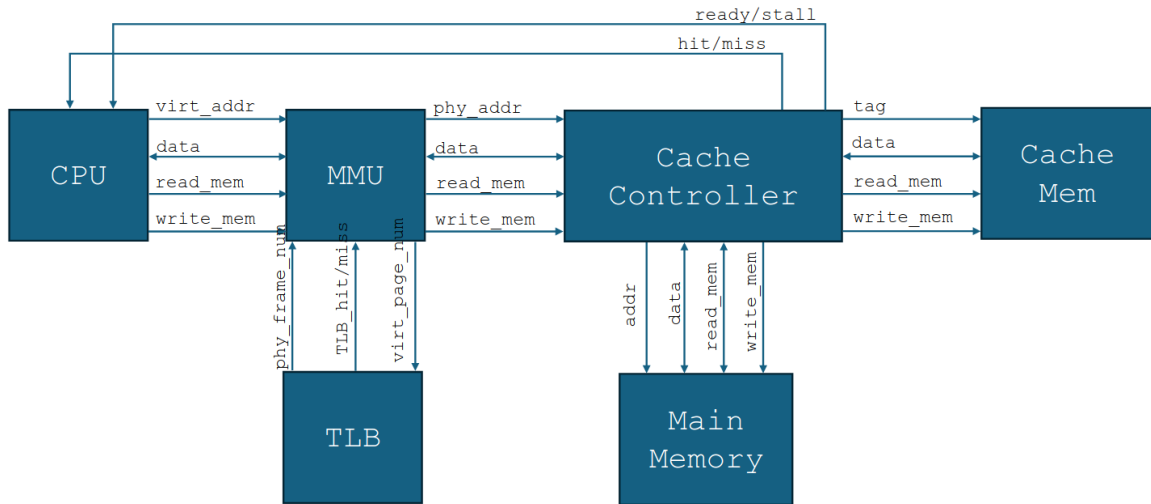 ready/stall
hit/miss
virt_addr
phy_addr
tag
data
data
data
CPU
MMU
Cache
Controller
Cache
Mem
read_mem
read_mem
read_mem
write_mem
write_mem
write_mem
phy_frame_num
TLB_hit/miss
virt_page_num
addr
data
read_mem
write_mem
TLB
Main
Memory